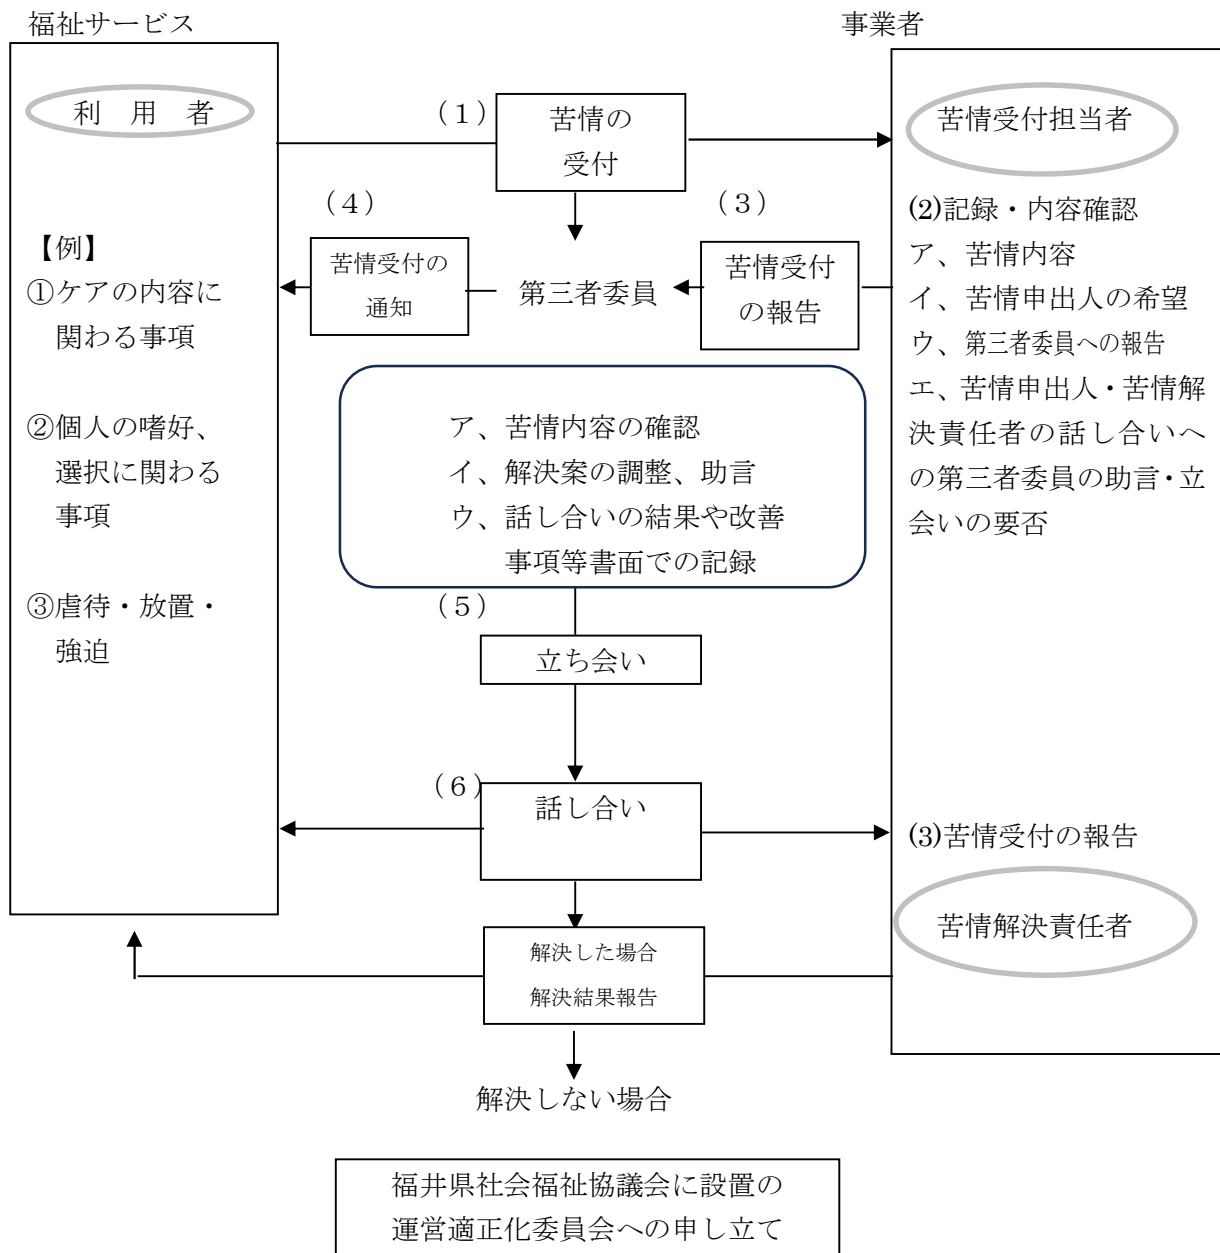 福祉サービス
事業者
利　用　者
【例】
①ケアの内容に
関わる事項
②個人の嗜好、
選択に関わる
事項
③虐待・放置・
強迫
（１）
苦情の
受付
（４）
苦情受付の
通知
第三者委員
（３）
苦情受付
の報告
苦情受付担当者
(2)記録・内容確認
ア、苦情内容
イ、苦情申出人の希望
ウ、第三者委員への報告
エ、苦情申出人・苦情解
決責任者の話し合いへ
の第三者委員の助言・立
会いの要否
ア、苦情内容の確認
イ、解決案の調整、助言
ウ、話し合いの結果や改善
事項等書面での記録
（５）
立ち会い
（６）
話し合い
(3)苦情受付の報告
苦情解決責任者
解決した場合
解決結果報告
解決しない場合
福井県社会福祉協議会に設置の
運営適正化委員会への申し立て